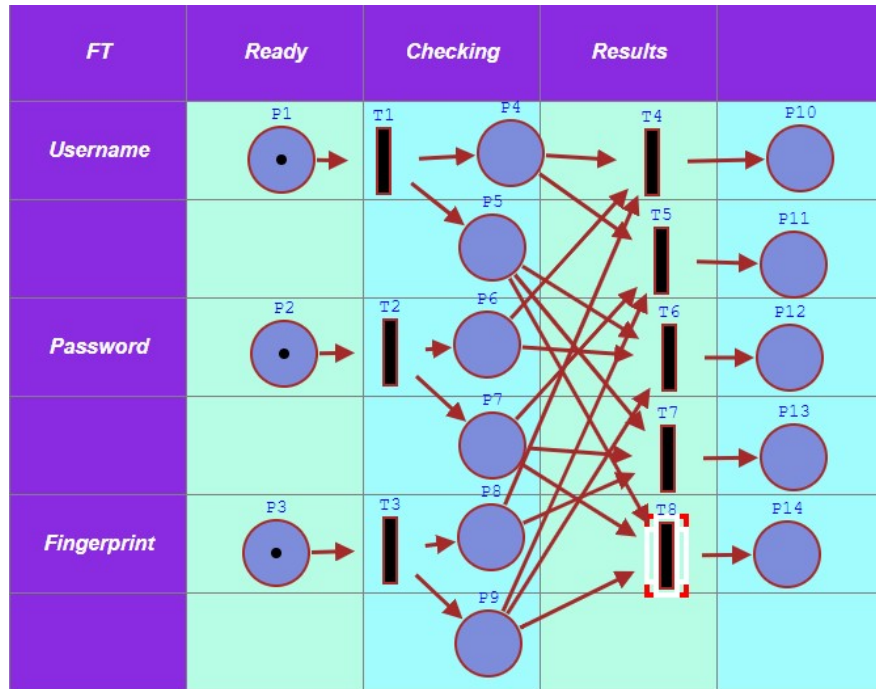 FT Ready Checking Results
P1 T1 P4 T4 P10
Username
P5 T5 P11
P2 T2 P6 T6 P12
Password
P7 T7 P13
P3 T3 P8 T8 P14
Fingerprint
P9